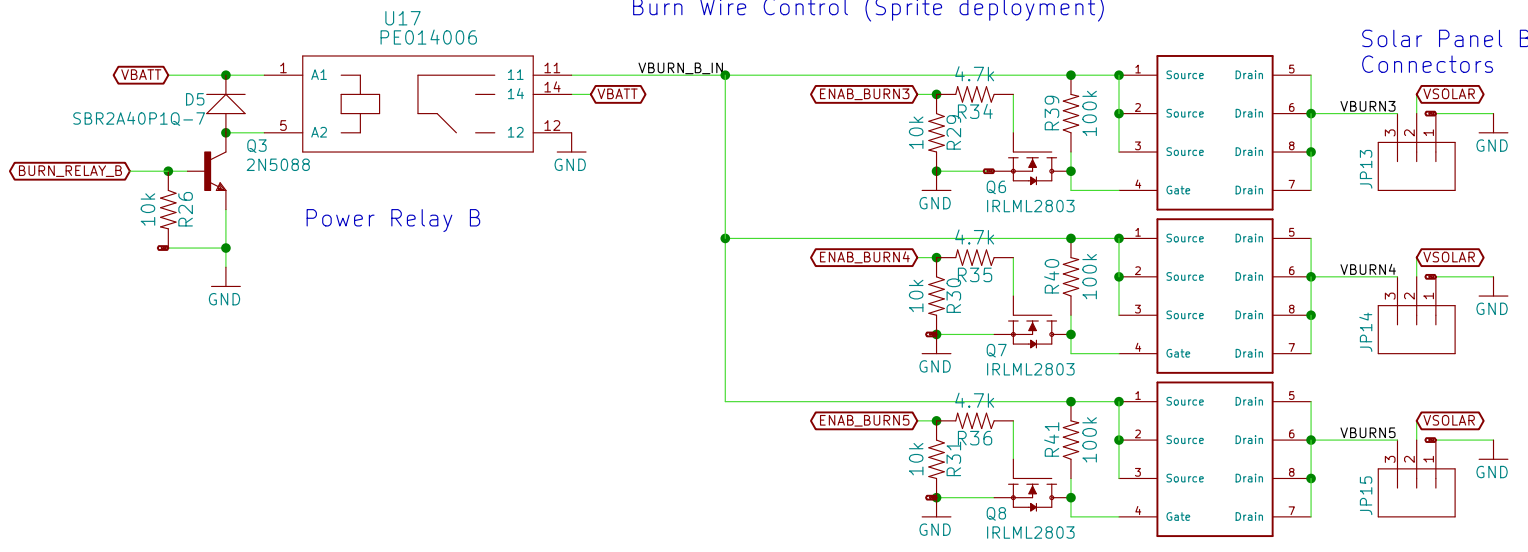 Burn Wire Control (Sprite deployment)
U17
PE014006
VBATT
1
A1
11
11
VBURN_B_IN
14
14
VBATT
D5
SBR2A40P1Q-7
5
A2
12
12
GND
Q3
2N5088
BURN_RELAY_B
10k
R26
GND
Power Relay B
Solar Panel B
Connectors
ENAB_BURN3
4.7k
R34
10k
R29
GND
Q6
IRLML2803
R39
100k
1
Source
Drain
5
2
Source
Drain
6
3
Source
Drain
8
4
Gate
Drain
7
VBURN3
VSOLAR
3
2
1
JP13
GND
ENAB_BURN4
4.7k
R35
10k
R30
GND
Q7
IRLML2803
R40
100k
1
Source
Drain
5
2
Source
Drain
6
3
Source
Drain
8
4
Gate
Drain
7
VBURN4
VSOLAR
3
2
1
JP14
GND
ENAB_BURN5
4.7k
R36
10k
R31
GND
Q8
IRLML2803
R41
100k
1
Source
Drain
5
2
Source
Drain
6
3
Source
Drain
8
4
Gate
Drain
7
VBURN5
VSOLAR
3
2
1
JP15
GND